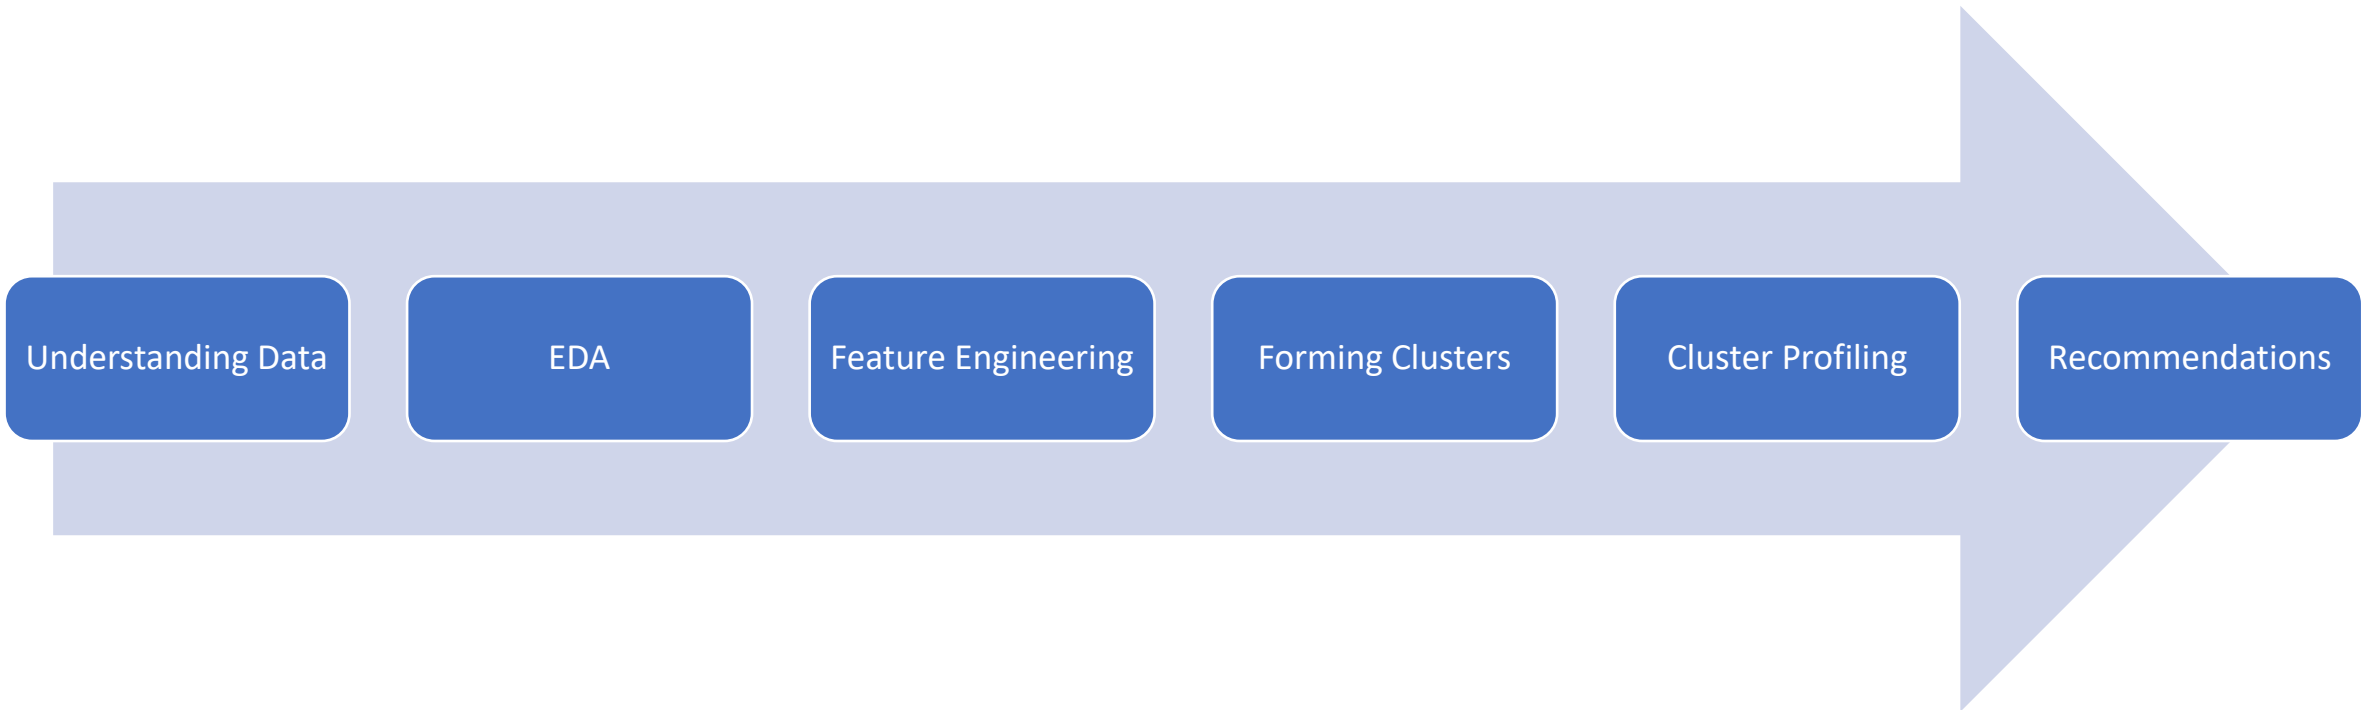 Understanding Data
EDA
Feature Engineering
Forming Clusters
Cluster Profiling
Recommendations